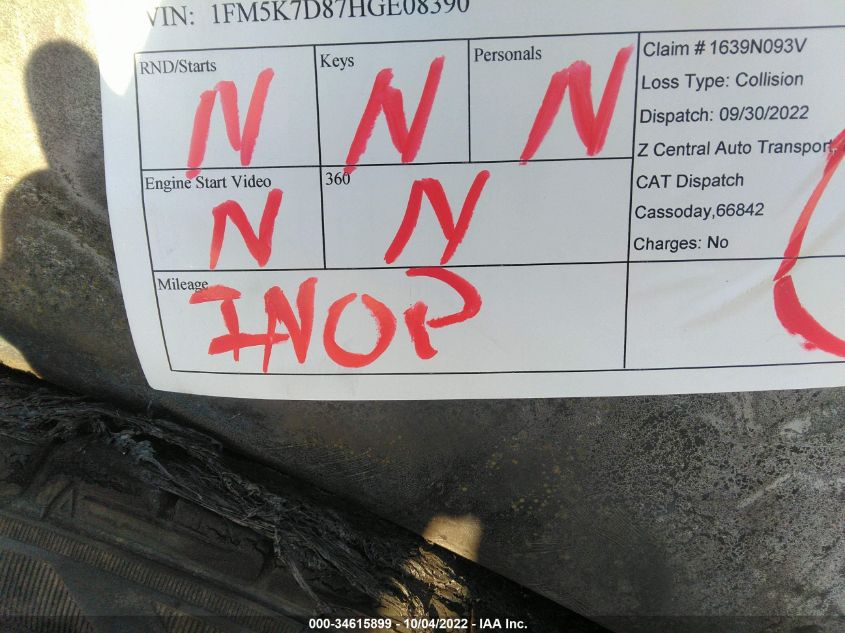 VIN: 1FM5K7D87HGE08390
RND/Starts
N
Keys
N
Personals
N
Claim # 1639N093V
Loss Type: Collision
Dispatch: 09/30/2022
Z Central Auto Transport,
CAT Dispatch
Cassoday,66842
Charges: No
Engine Start Video
N
360
N
Mileage
INOP
000-34615899 - 10/04/2022 - IAA Inc.